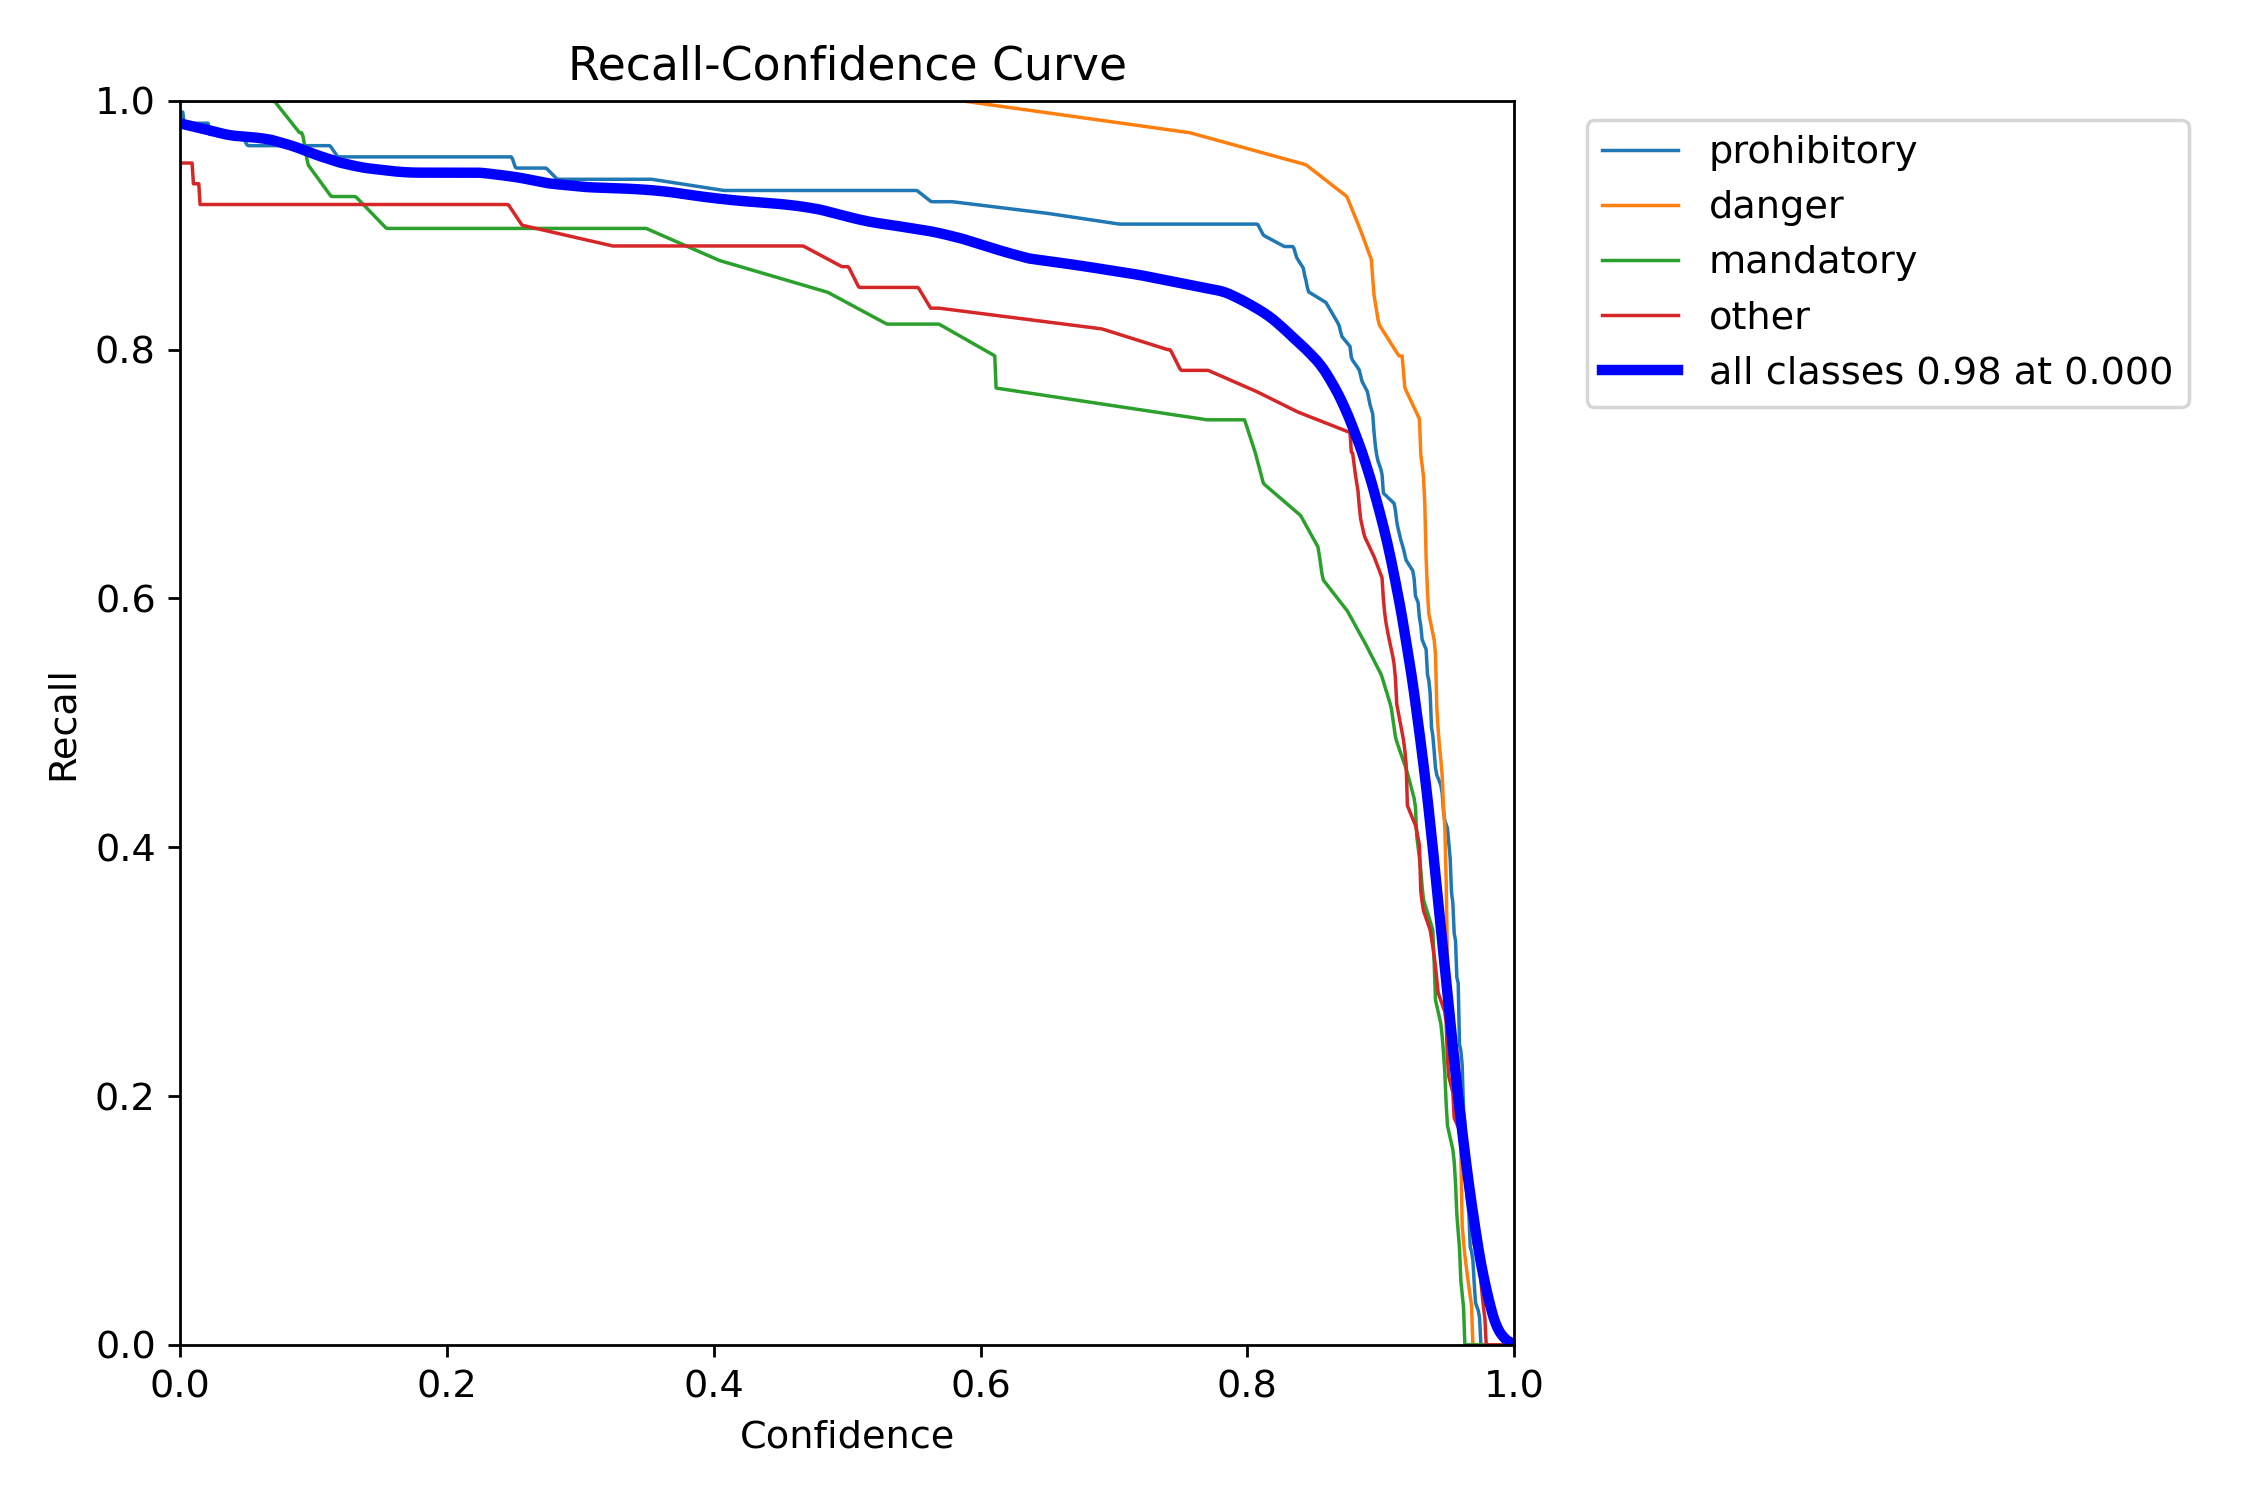 Recall-Confidence Curve
1.0
0.8
0.6
0.4
0.2
0.0
Recall
0.0 0.2 0.4 0.6 0.8 1.0
Confidence
prohibitory
danger
mandatory
other
all classes 0.98 at 0.000